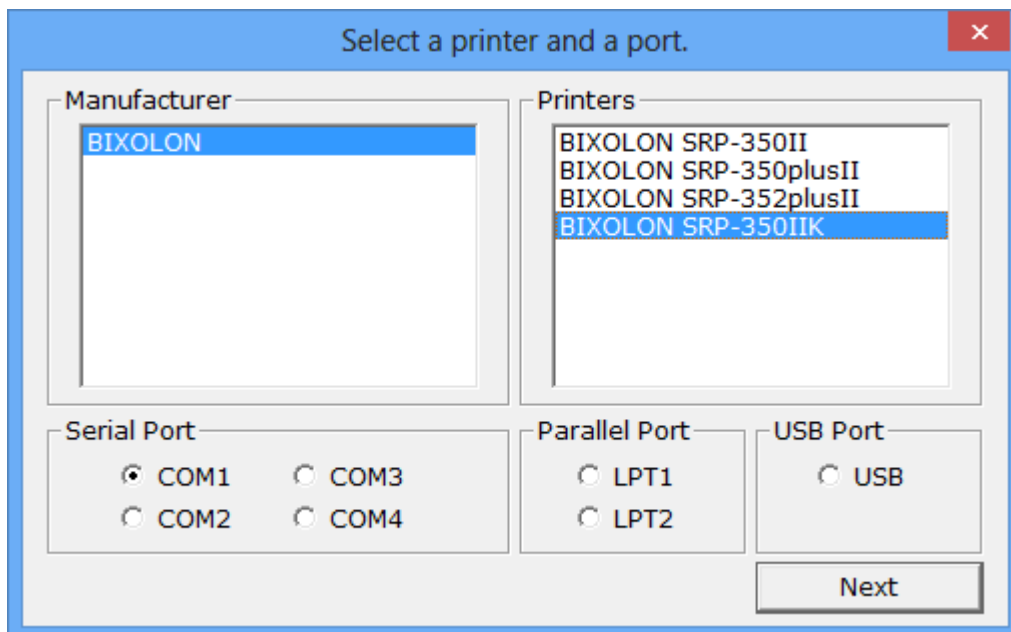 Select a printer and a port.
Manufacturer
BIXOLON
Printers
BIXOLON SRP-350II
BIXOLON SRP-350plusII
BIXOLON SRP-352plusII
BIXOLON SRP-350IIK
Serial Port
COM1 COM3
COM2 COM4
Parallel Port
LPT1
LPT2
USB Port
USB
Next